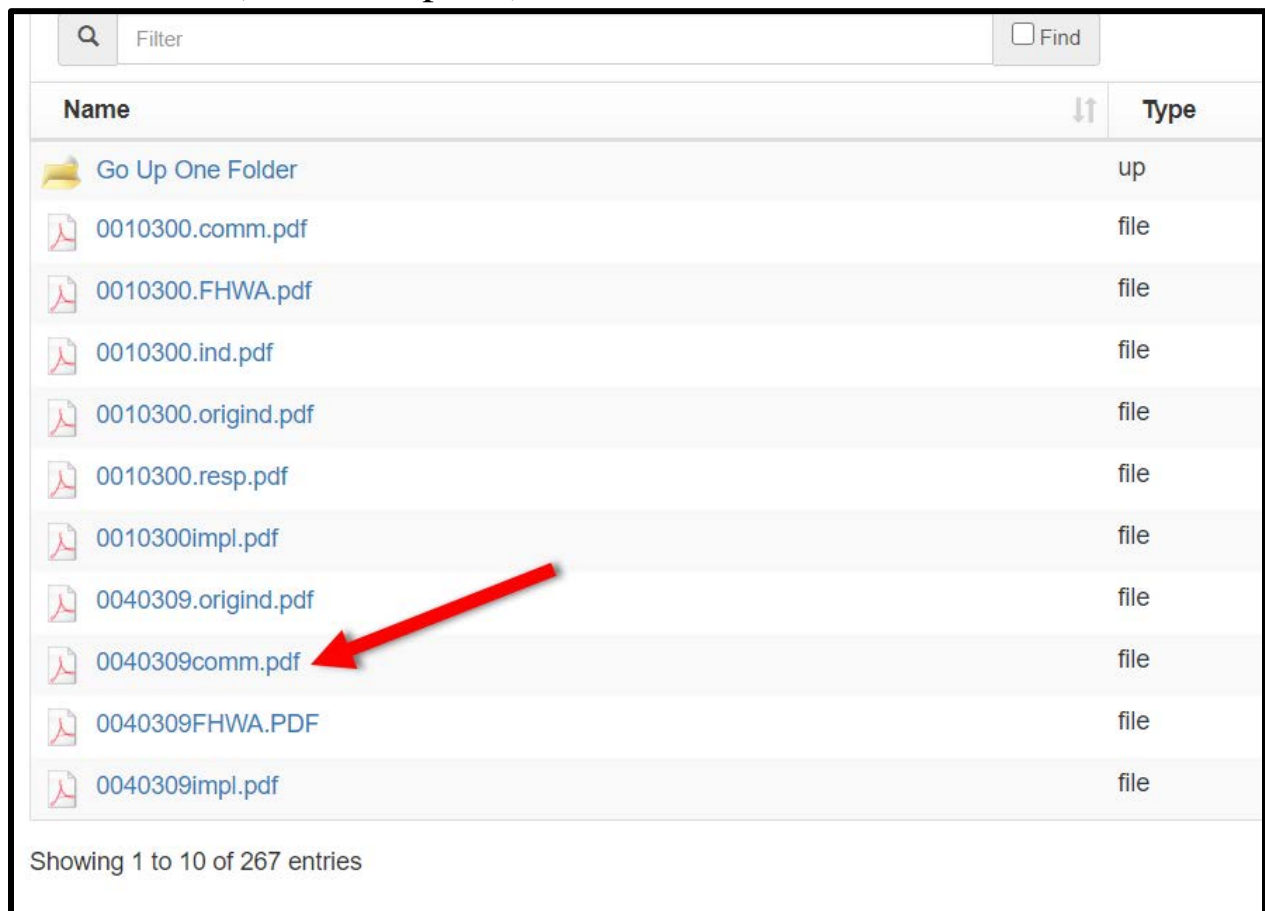 Filter Find
Name Type
Go Up One Folder up
0010300.comm.pdf file
0010300.FHWA.pdf file
0010300.ind.pdf file
0010300.origind.pdf file
0010300.resp.pdf file
0010300impl.pdf file
0040309.origind.pdf file
0040309comm.pdf file
0040309FHWA.PDF file
0040309impl.pdf file
Showing 1 to 10 of 267 entries